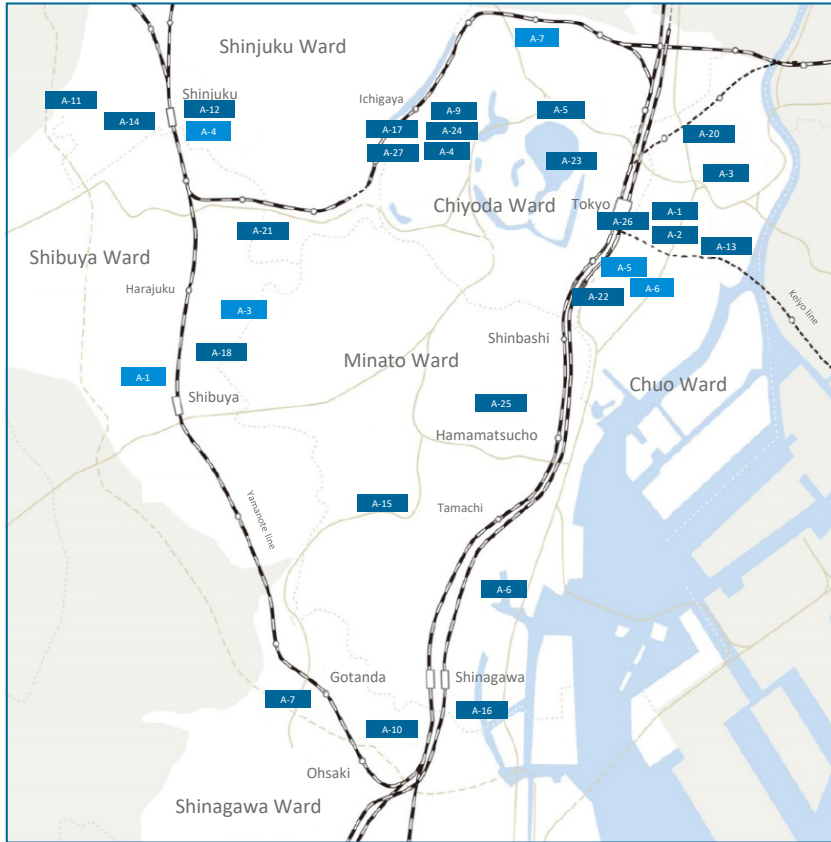 Shinjuku Ward
A-7
Shinjuku
Ichigaya
A-11
A-12
A-9
A-5
A-14
A-4
A-17
A-24
A-20
A-27
A-4
A-23
A-3
Chiyoda Ward
Tokyo
A-1
A-26
A-21
A-2
A-13
Shibuya Ward
A-5
Harajuku
A-6
A-22
Keiyo line
A-3
Shinbashi
A-18
Minato Ward
A-1
Chuo Ward
Shibuya
A-25
Hamamatsucho
A-15
Tamachi
Yamanote line
A-6
Gotanda
Shinagawa
A-7
A-16
A-10
Ohsaki
Shinagawa Ward